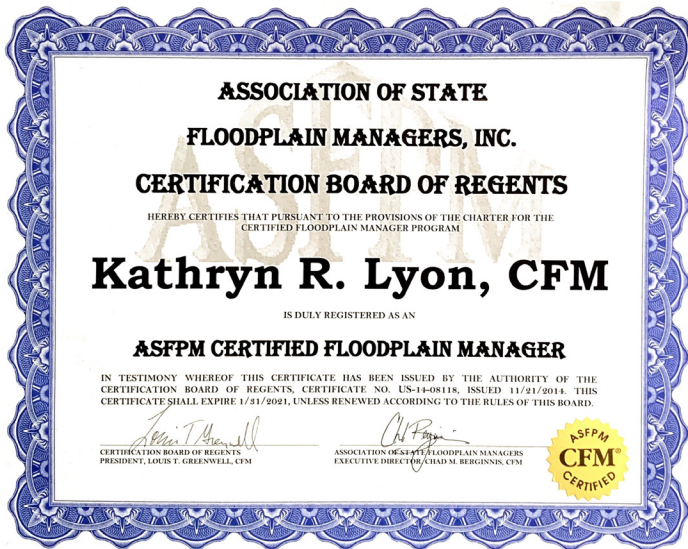 ASSOCIATION OF STATE
FLOODPLAIN MANAGERS, INC.
CERTIFICATION BOARD OF REGENTS
HEREBY CERTIFIES THAT PURSUANT TO THE PROVISIONS OF THE CHARTER FOR THE
CERTIFIED FLOODPLAIN MANAGER PROGRAM
Kathryn R. Lyon, CFM
IS DULY REGISTERED AS AN
ASFPM CERTIFIED FLOODPLAIN MANAGER
IN TESTIMONY WHEREOF THIS CERTIFICATE HAS BEEN ISSUED BY THE AUTHORITY OF THE
CERTIFICATION BOARD OF REGENTS, CERTIFICATE NO. US-14-08118, ISSUED 11/21/2014. THIS
CERTIFICATE SHALL EXPIRE 1/31/2021, UNLESS RENEWED ACCORDING TO THE RULES OF THIS BOARD.
Louis T Greenwell
CERTIFICATION BOARD OF REGENTS
PRESIDENT, LOUIS T. GREENWELL, CFM
ASSOCIATION OF STATE FLOODPLAIN MANAGERS
EXECUTIVE DIRECTOR, CHAD M. BERGINNIS, CFM
ASFPM
CFM®
CERTIFIED
ASFPM